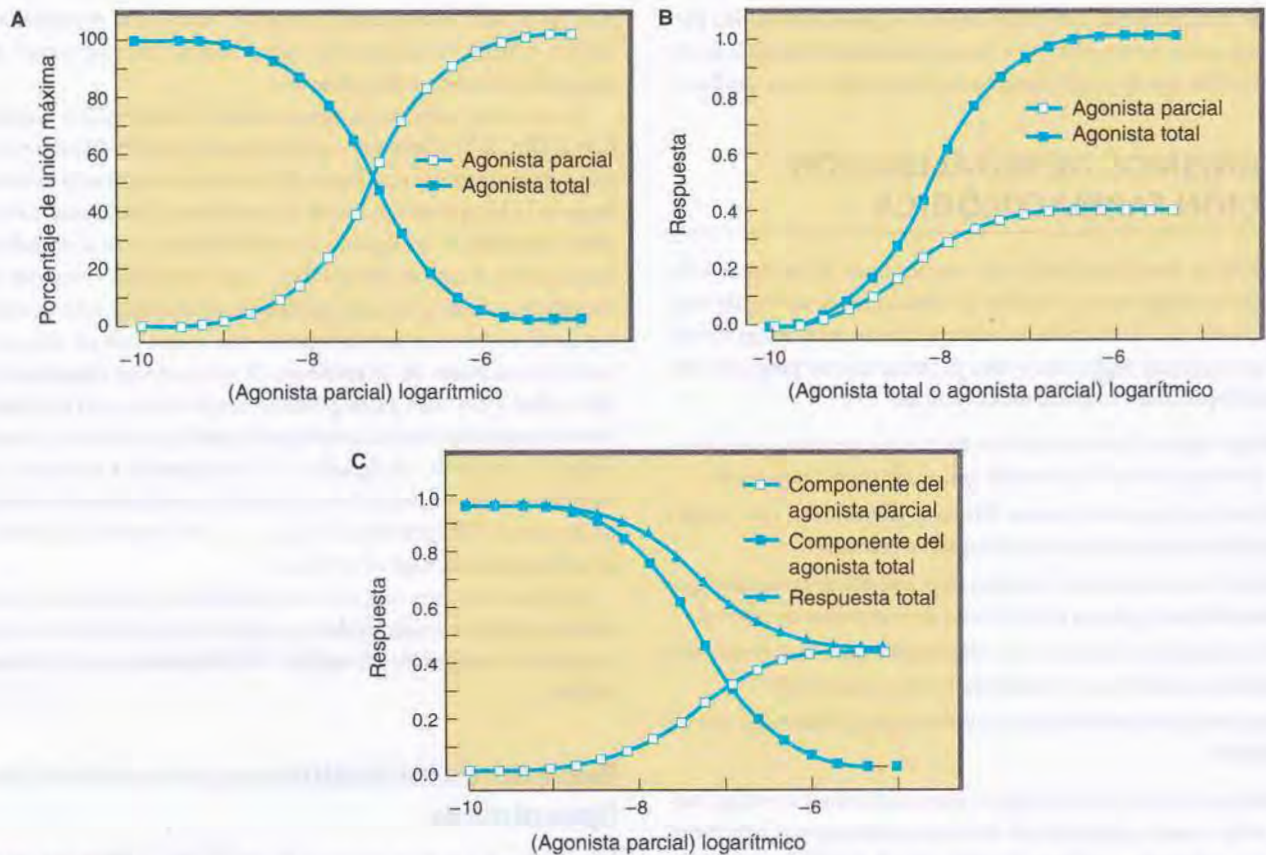 A
100
80
60
40
20
0
Porcentaje de unión máxima
Agonista parcial
Agonista total
−10
−8
−6
(Agonista parcial) logarítmico
B
1.0
0.8
0.6
0.4
0.2
0.0
Respuesta
Agonista parcial
Agonista total
−10
−8
−6
(Agonista total o agonista parcial) logarítmico
C
1.0
0.8
0.6
0.4
0.2
0.0
Respuesta
Componente del
agonista parcial
Componente del
agonista total
Respuesta total
−10
−8
−6
(Agonista parcial) logarítmico